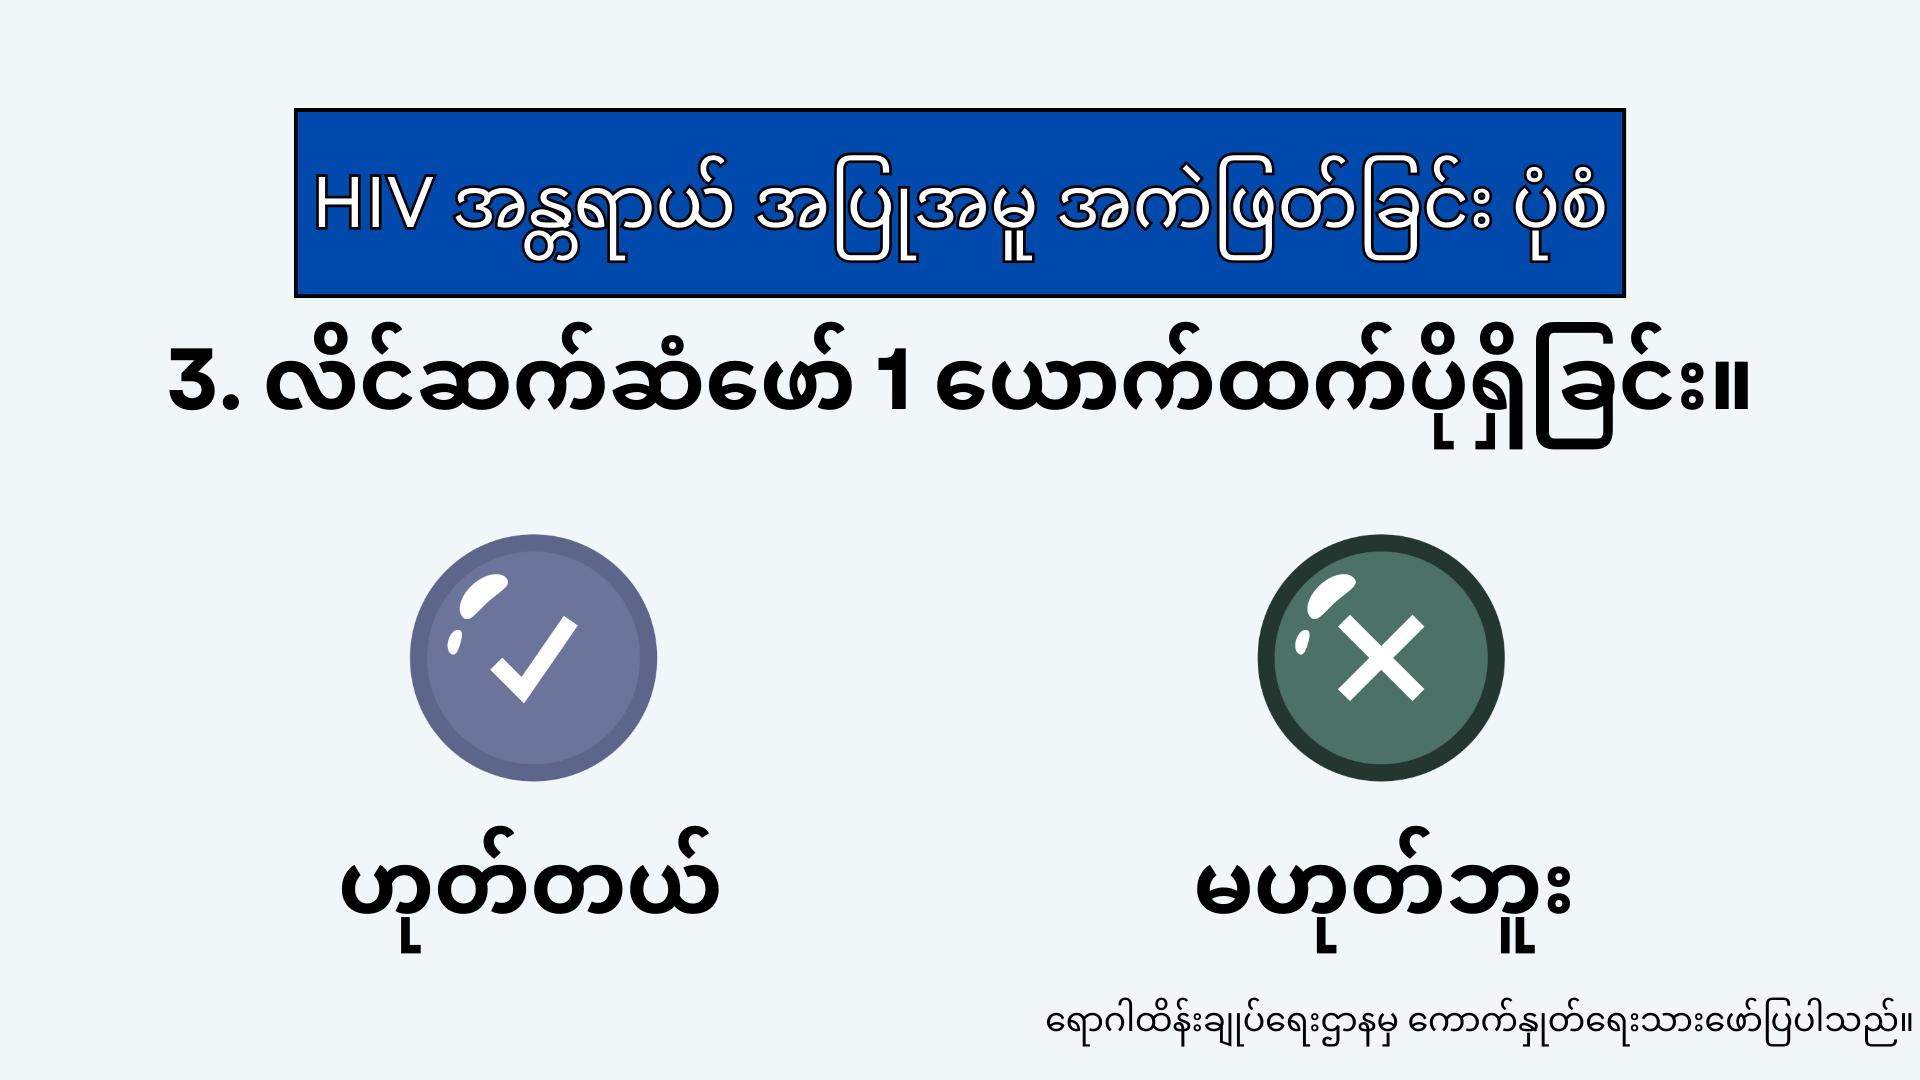 HIV အန္တရာယ် အပြုအမူ အကဲဖြတ်ခြင်း ပုံစံ
3. လိင်ဆက်ဆံဖော် 1 ယောက်ထက်ပိုရှိခြင်း။
ဟုတ်တယ်
မဟုတ်ဘူး
ရောဂါထိန်းချုပ်ရေးဌာနမှ ကောက်နှုတ်ရေးသားဖော်ပြပါသည်။